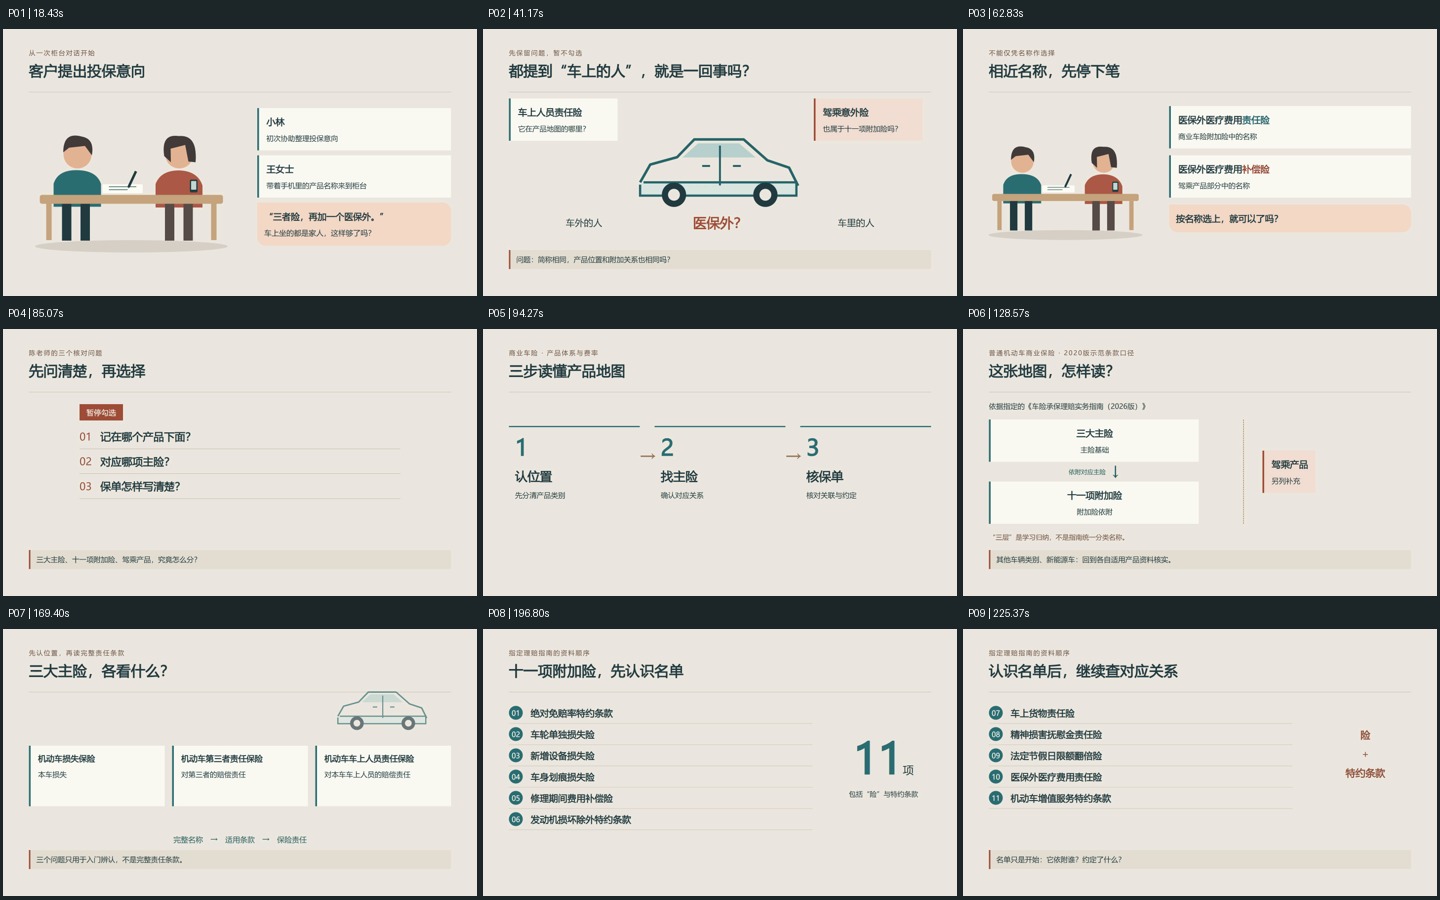 P01 | 18.43s
从一次柜台对话开始
客户提出投保意向
小林
初次协助整理投保意向
王女士
带着手机里的产品名称来到柜台
“三者险，再加一个医保外。”
车上坐的都是家人，这样够了吗？
P02 | 41.17s
先保留问题，暂不勾选
都提到“车上的人”，就是一回事吗？
车上人员责任险
它在产品地图的哪里？
驾乘意外险
也属于十一项附加险吗？
车外的人
医保外？
车里的人
问题：简称相同，产品位置和附加关系也相同吗？
P03 | 62.83s
不能仅凭名称作选择
相近名称，先停下笔
医保外医疗费用责任险
商业车险附加险中的名称
医保外医疗费用补偿险
驾乘产品部分中的名称
按名称选上，就可以了吗？
P04 | 85.07s
陈老师的三个核对问题
先问清楚，再选择
暂停勾选
01 记在哪个产品下面？
02 对应哪项主险？
03 保单怎样写清楚？
三大主险、十一项附加险、驾乘产品，究竟怎么分？
P05 | 94.27s
商业车险 · 产品体系与费率
三步读懂产品地图
1
认位置
先分清产品类别
→
2
找主险
确认对应关系
→
3
核保单
核对关联与约定
P06 | 128.57s
普通机动车商业保险 · 2020版示范条款口径
这张地图，怎样读？
依据指定的《车险承保理赔实务指南（2026版）》
三大主险
主险基础
依附对应主险 ↓
十一项附加险
附加险依附
驾乘产品
另列补充
“三层”是学习归纳，不是指南统一分类名称。
其他车辆类别、新能源车：回到各自适用产品资料核实。
P07 | 169.40s
先认位置，再读完整责任条款
三大主险，各看什么？
机动车损失保险
本车损失
机动车第三者责任保险
对第三者的赔偿责任
机动车车上人员责任保险
对本车车上人员的赔偿责任
完整名称 → 适用条款 → 保险责任
三个问题只用于入门辨认，不是完整责任条款。
P08 | 196.80s
指定理赔指南的资料顺序
十一项附加险，先认识名单
01 绝对免赔率特约条款
02 车轮单独损失险
03 新增设备损失险
04 车身划痕损失险
05 修理期间费用补偿险
06 发动机损坏除外特约条款
11项
包括“险”与特约条款
P09 | 225.37s
指定理赔指南的资料顺序
认识名单后，继续查对应关系
07 车上货物责任险
08 精神损害抚慰金责任险
09 法定节假日限额翻倍险
10 医保外医疗费用责任险
11 机动车增值服务特约条款
险
+
特约条款
名单只是开始：它依附谁？约定了什么？